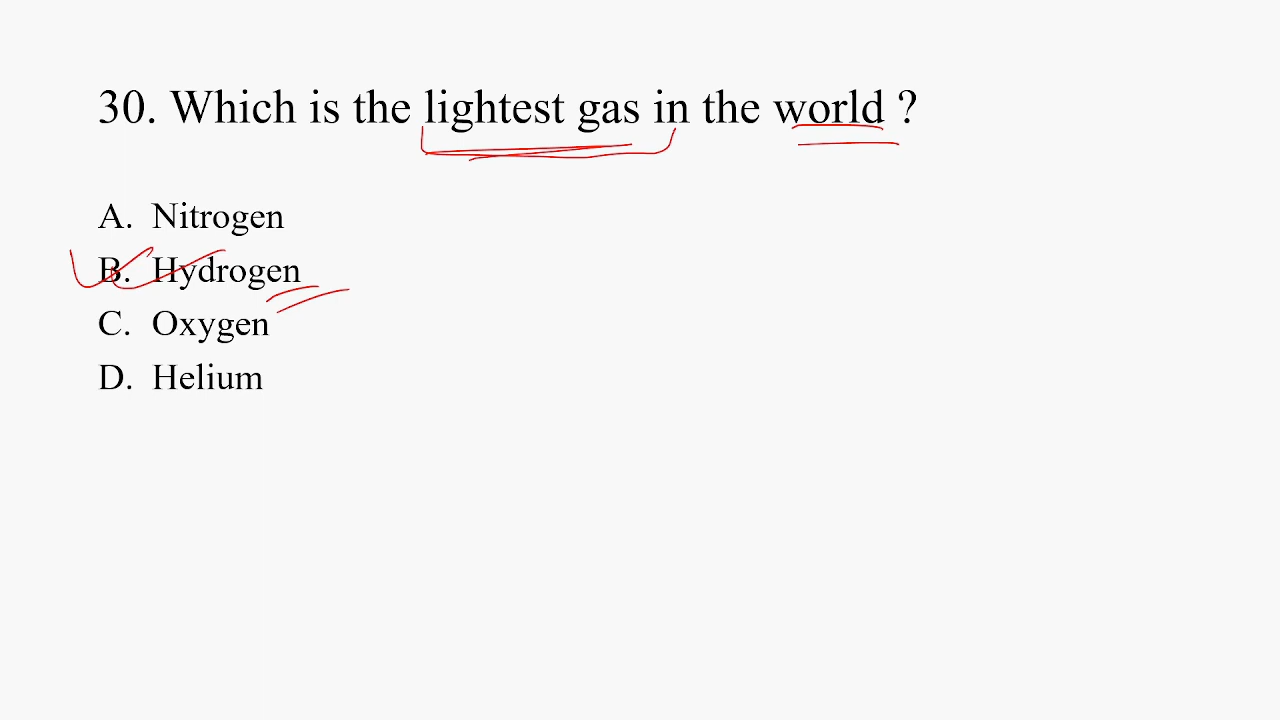 30. Which is the lightest gas in the world ?
A. Nitrogen
B. Hydrogen
C. Oxygen
D. Helium